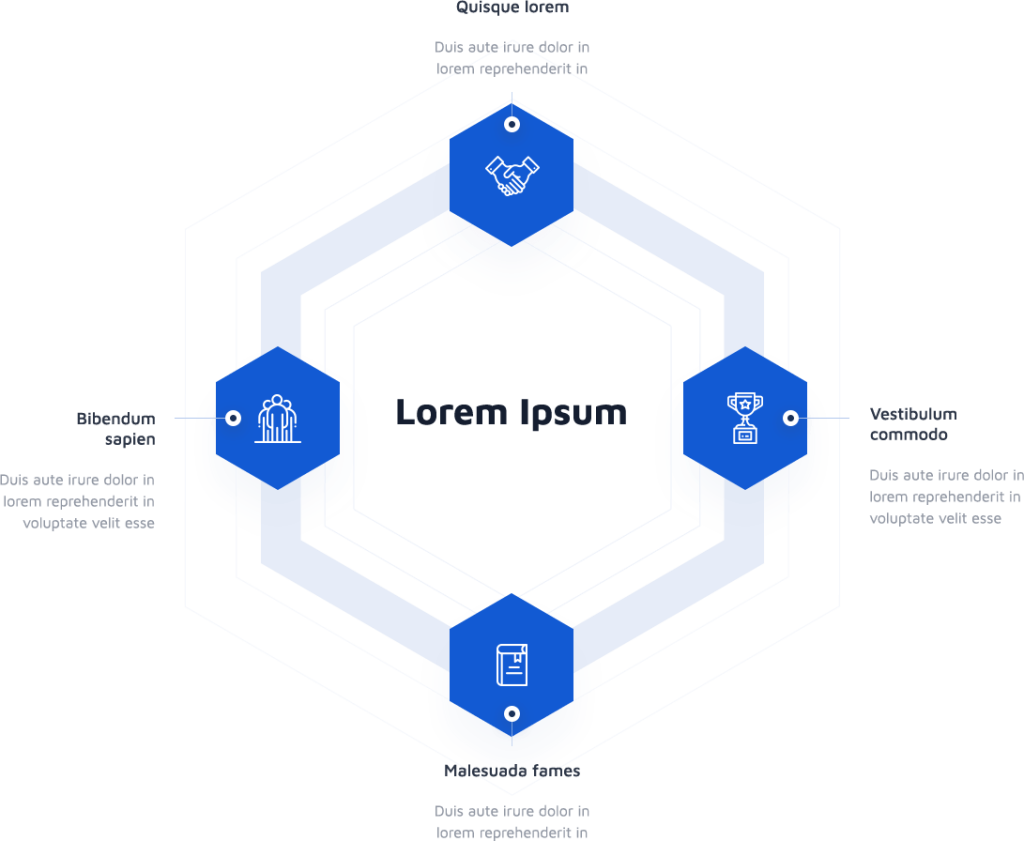 Quisque lorem
Duis aute irure dolor in
lorem reprehenderit in
Bibendum
sapien
Duis aute irure dolor in
lorem reprehenderit in
voluptate velit esse
Lorem Ipsum
Vestibulum
commodo
Duis aute irure dolor in
lorem reprehenderit in
voluptate velit esse
Malesuada fames
Duis aute irure dolor in
lorem reprehenderit in